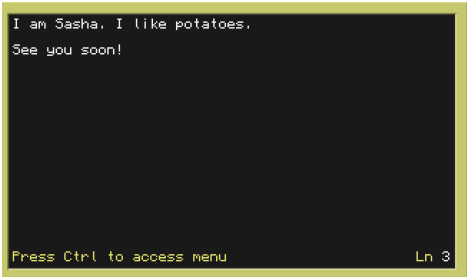 I am Sasha. I like potatoes.
See you soon!
Press Ctrl to access menu
Ln 3